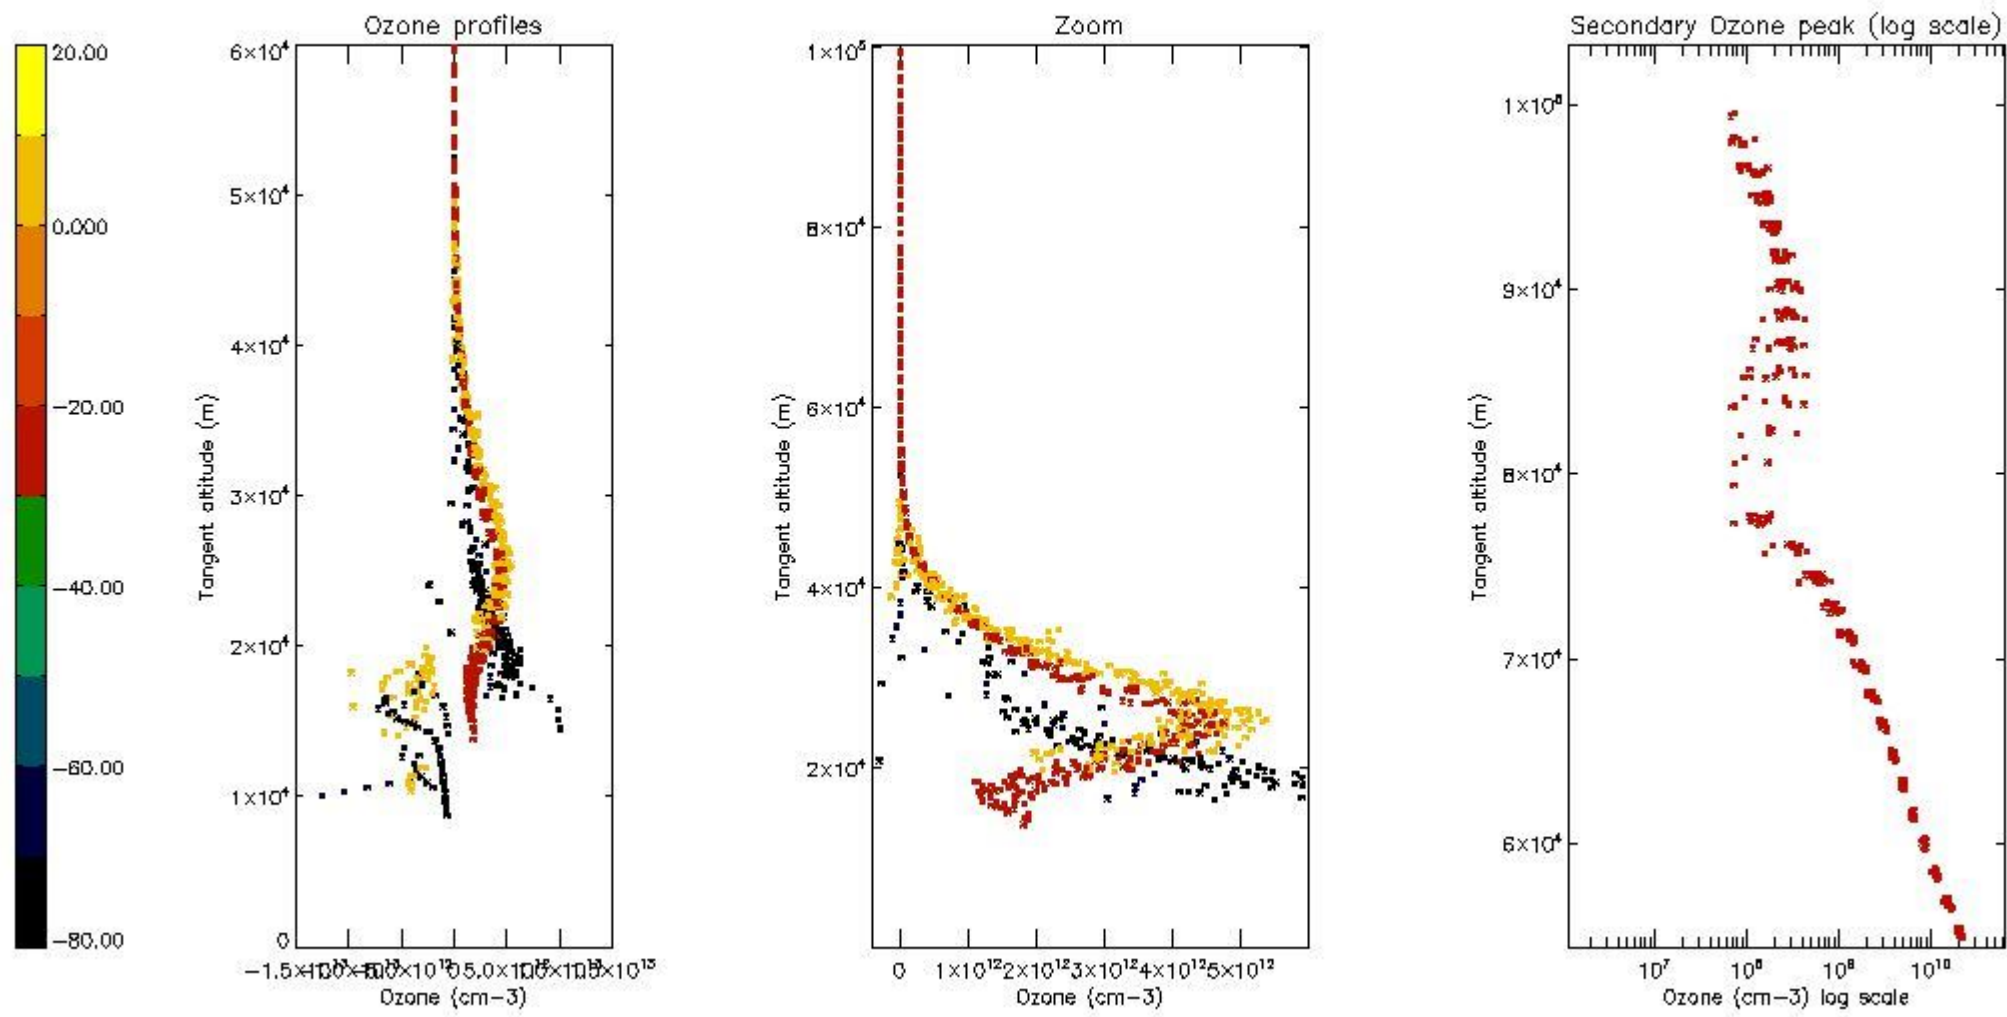 20.00
0.000
−20.00
−40.00
−60.00
−80.00
Ozone profiles
6×10⁴
5×10⁴
4×10⁴
3×10⁴
2×10⁴
1×10⁴
0
Tangent altitude (m)
0
Ozone (cm−3)
Zoom
1×10⁵
8×10⁴
6×10⁴
4×10⁴
2×10⁴
Tangent altitude (m)
0 1×10¹² 2×10¹² 3×10¹² 4×10¹² 5×10¹²
Ozone (cm−3)
Secondary Ozone peak (log scale)
1×10⁵
9×10⁴
8×10⁴
7×10⁴
6×10⁴
Tangent altitude (m)
10⁷ 10⁸ 10⁹ 10¹⁰
Ozone (cm−3) log scale